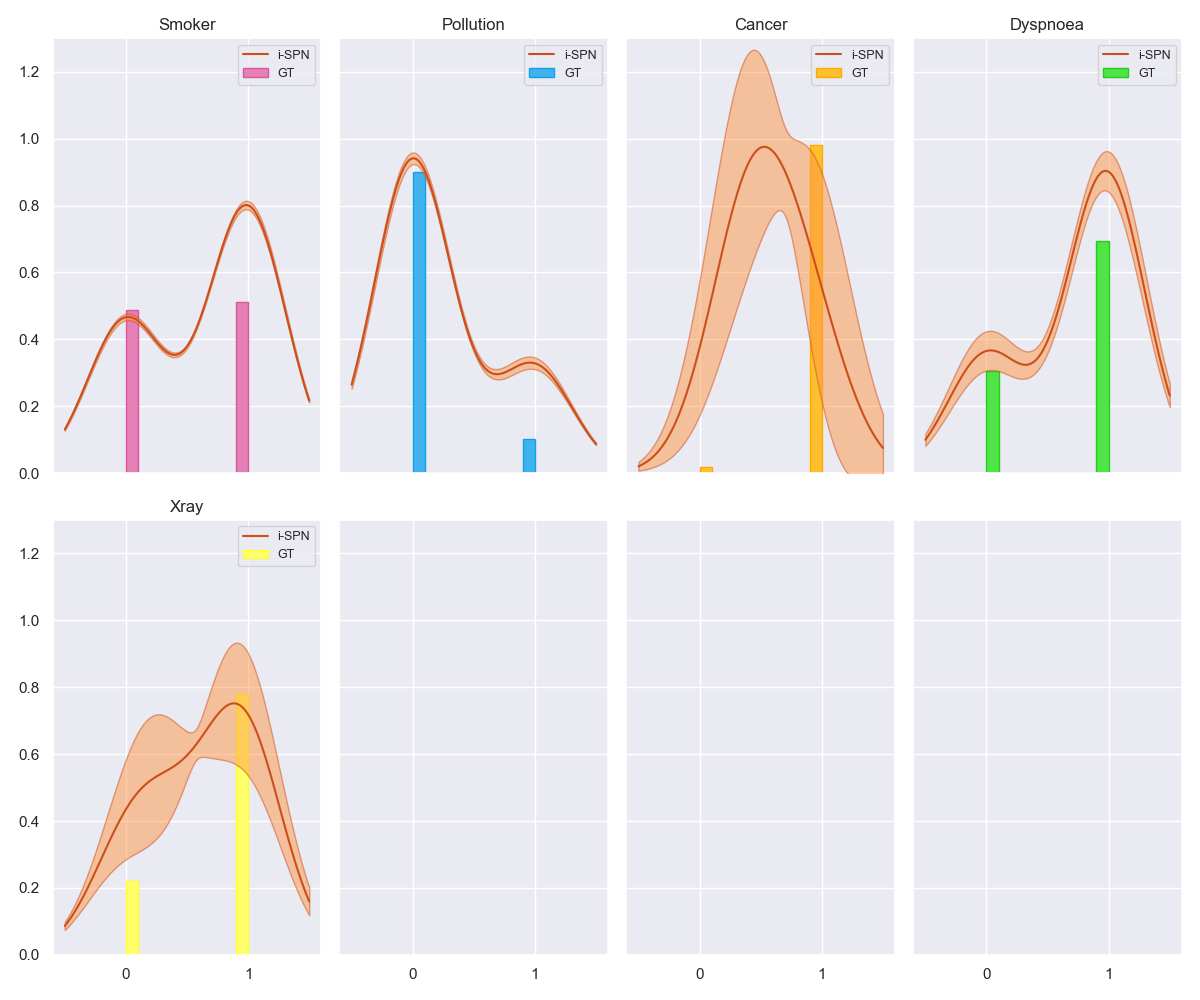 Smoker
Pollution
Cancer
Dyspnoea
i-SPN
GT
i-SPN
GT
i-SPN
GT
i-SPN
GT
1.2
1.0
0.8
0.6
0.4
0.2
0.0
Xray
i-SPN
GT
1.2
1.0
0.8
0.6
0.4
0.2
0.0
0 1 0 1 0 1 0 1